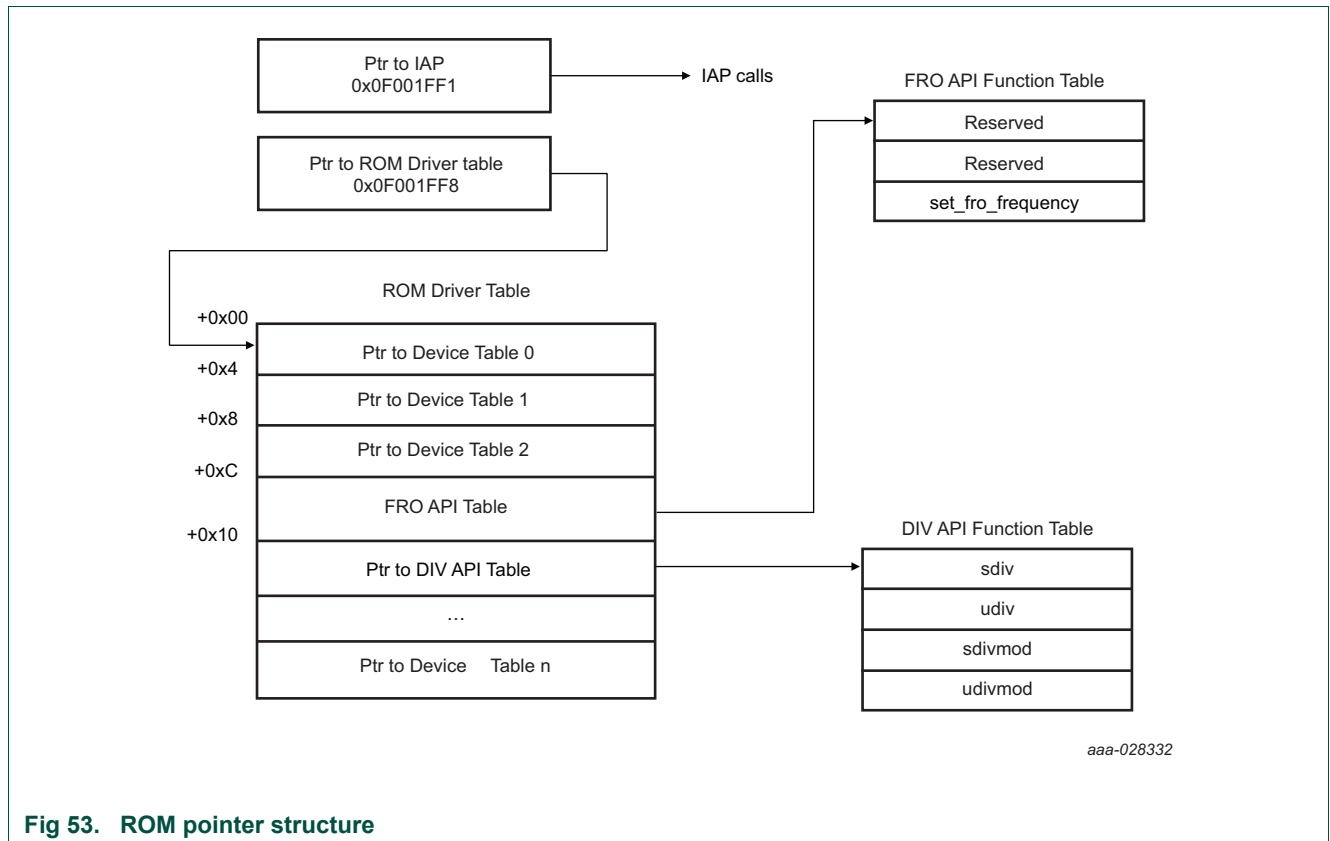 Ptr to IAP
0x0F001FF1
IAP calls
FRO API Function Table
Reserved
Reserved
set_fro_frequency
Ptr to ROM Driver table
0x0F001FF8
ROM Driver Table
+0x00
Ptr to Device Table 0
+0x4
Ptr to Device Table 1
+0x8
Ptr to Device Table 2
+0xC
FRO API Table
+0x10
Ptr to DIV API Table
...
Ptr to Device Table n
DIV API Function Table
sdiv
udiv
sdivmod
udivmod
aaa-028332
Fig 53. ROM pointer structure